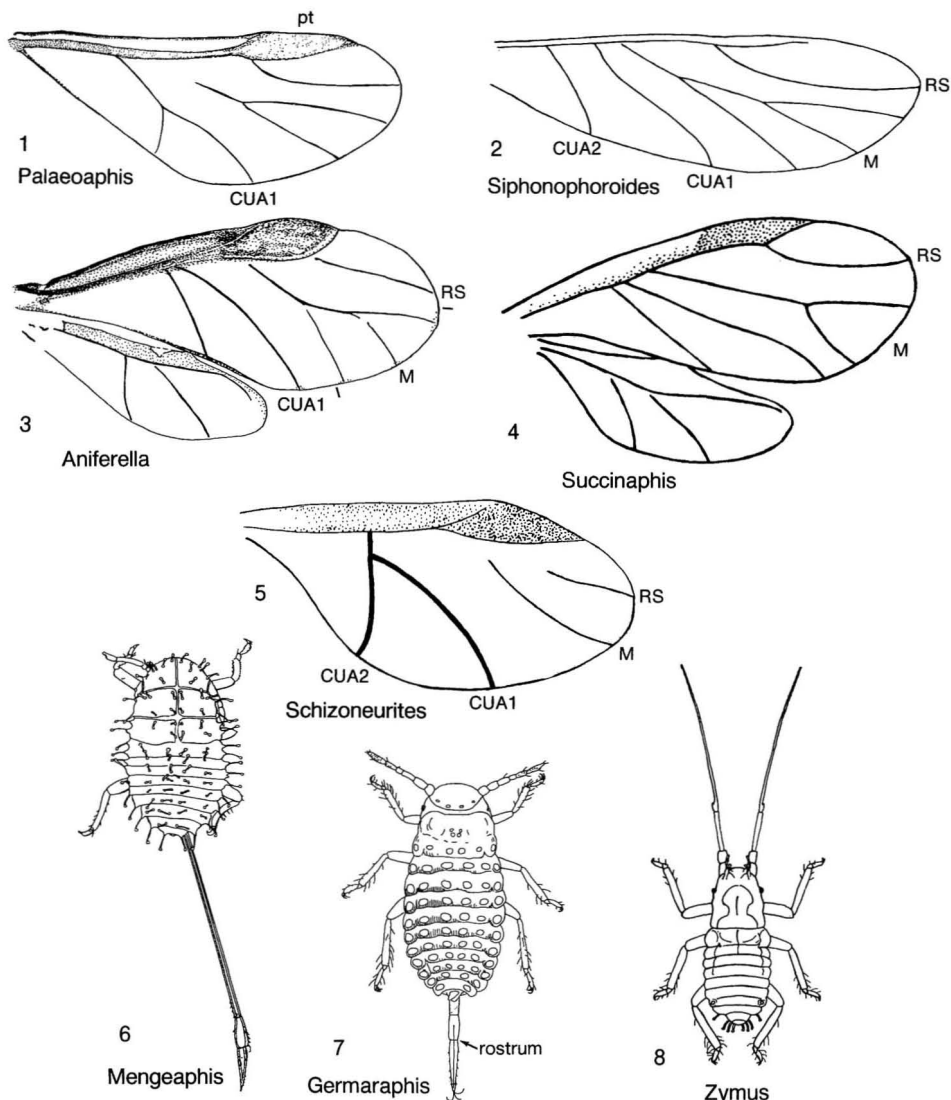 pt
1
Palaeoaphis
CUA1
RS
2
CUA2
Siphonophoroides
CUA1
M
RS
3
CUA1
M
Aniferella
RS
M
4
Succinaphis
5
RS
M
CUA2
CUA1
Schizoneurites
6
Mengeaphis
7
rostrum
Germaraphis
8
Zymus